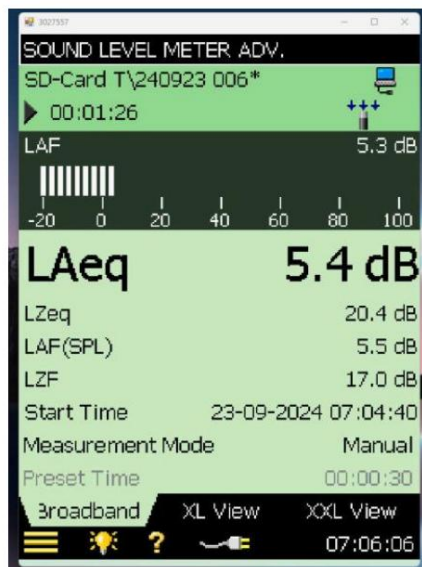 3027557
SOUND LEVEL METER ADV.
SD-Card T\240923 006*
00:01:26
LAF 5.3 dB
-20 0 20 40 60 80 100
LAeq 5.4 dB
LZeq 20.4 dB
LAF(SPL) 5.5 dB
LZF 17.0 dB
Start Time 23-09-2024 07:04:40
Measurement Mode Manual
Preset Time 00:00:30
Broadband XL View XXL View
? 07:06:06